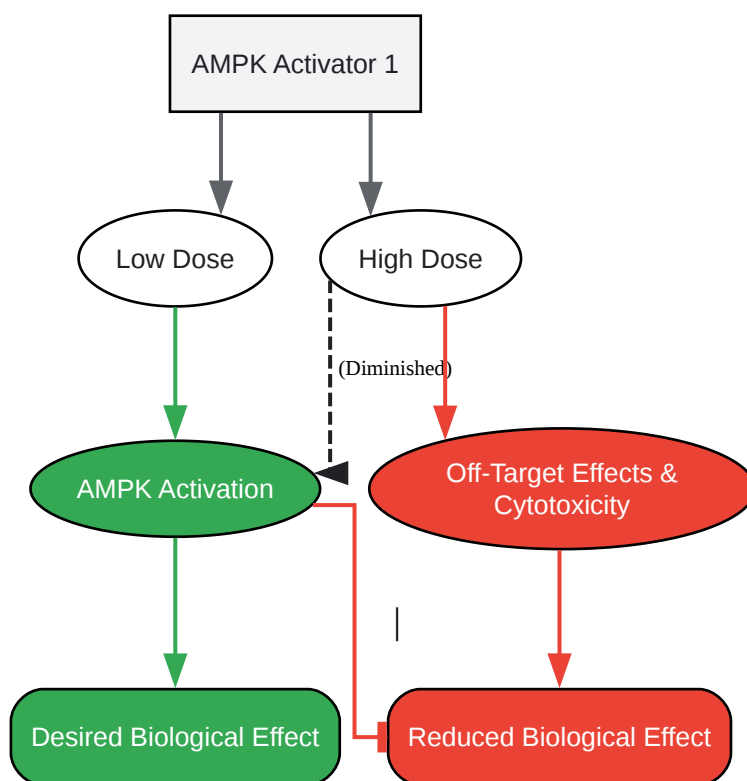 AMPK Activator 1
Low Dose
High Dose
(Diminished)
AMPK Activation
Off-Target Effects &
Cytotoxicity
|
Desired Biological Effect
Reduced Biological Effect